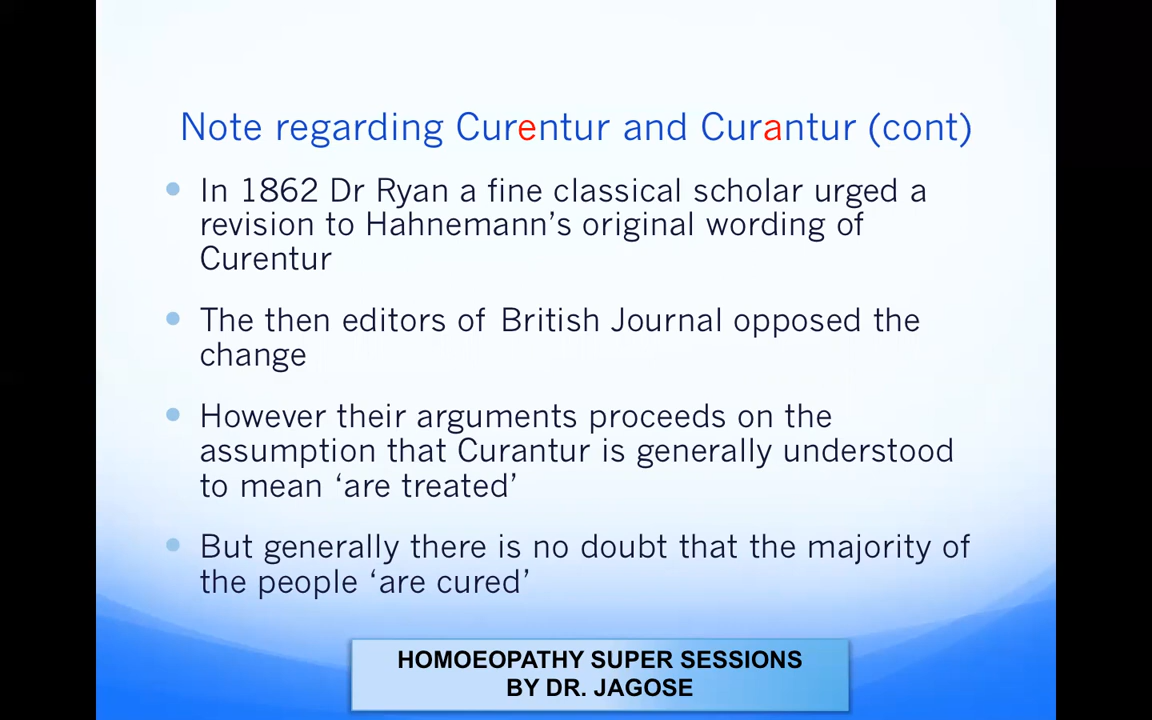 Note regarding Curentur and Curantur (cont)
In 1862 Dr Ryan a fine classical scholar urged a
revision to Hahnemann’s original wording of
Curentur
The then editors of British Journal opposed the
change
However their arguments proceeds on the
assumption that Curantur is generally understood
to mean ‘are treated’
But generally there is no doubt that the majority of
the people ‘are cured’
HOMOEOPATHY SUPER SESSIONS
BY DR. JAGOSE